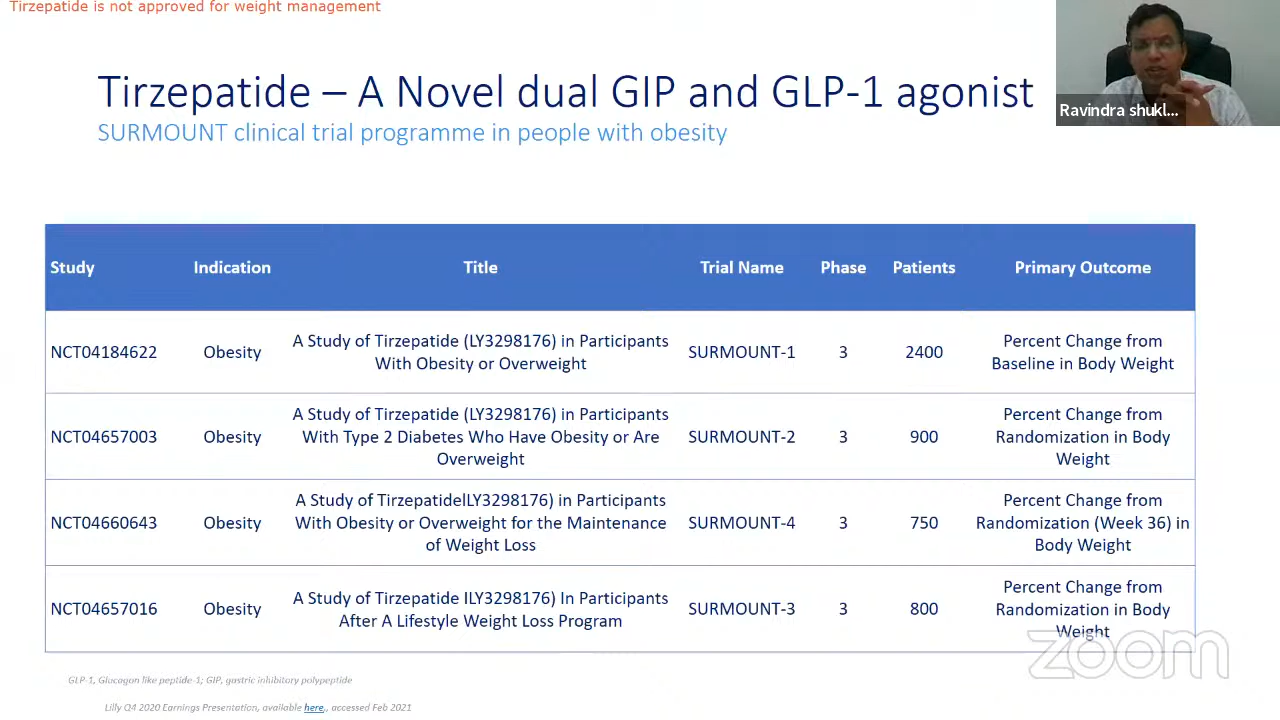 Tirzepatide is not approved for weight management
Tirzepatide – A Novel dual GIP and GLP-1 agonist
SURMOUNT clinical trial programme in people with obesity
Ravindra shukl...
Study Indication Title Trial Name Phase Patients Primary Outcome
NCT04184622 Obesity A Study of Tirzepatide (LY3298176) in Participants
With Obesity or Overweight SURMOUNT-1 3 2400 Percent Change from
Baseline in Body Weight
NCT04657003 Obesity A Study of Tirzepatide (LY3298176) in Participants
With Type 2 Diabetes Who Have Obesity or Are
Overweight SURMOUNT-2 3 900 Percent Change from
Randomization in Body
Weight
NCT04660643 Obesity A Study of TirzepatidelLY3298176) in Participants
With Obesity or Overweight for the Maintenance
of Weight Loss SURMOUNT-4 3 750 Percent Change from
Randomization (Week 36) in
Body Weight
NCT04657016 Obesity A Study of Tirzepatide ILY3298176) In Participants
After A Lifestyle Weight Loss Program SURMOUNT-3 3 800 Percent Change from
Randomization in Body
Weight
zoom
GLP-1, Glucagon like peptide-1; GIP, gastric inhibitory polypeptide
Lilly Q4 2020 Earnings Presentation, available here,, accessed Feb 2021